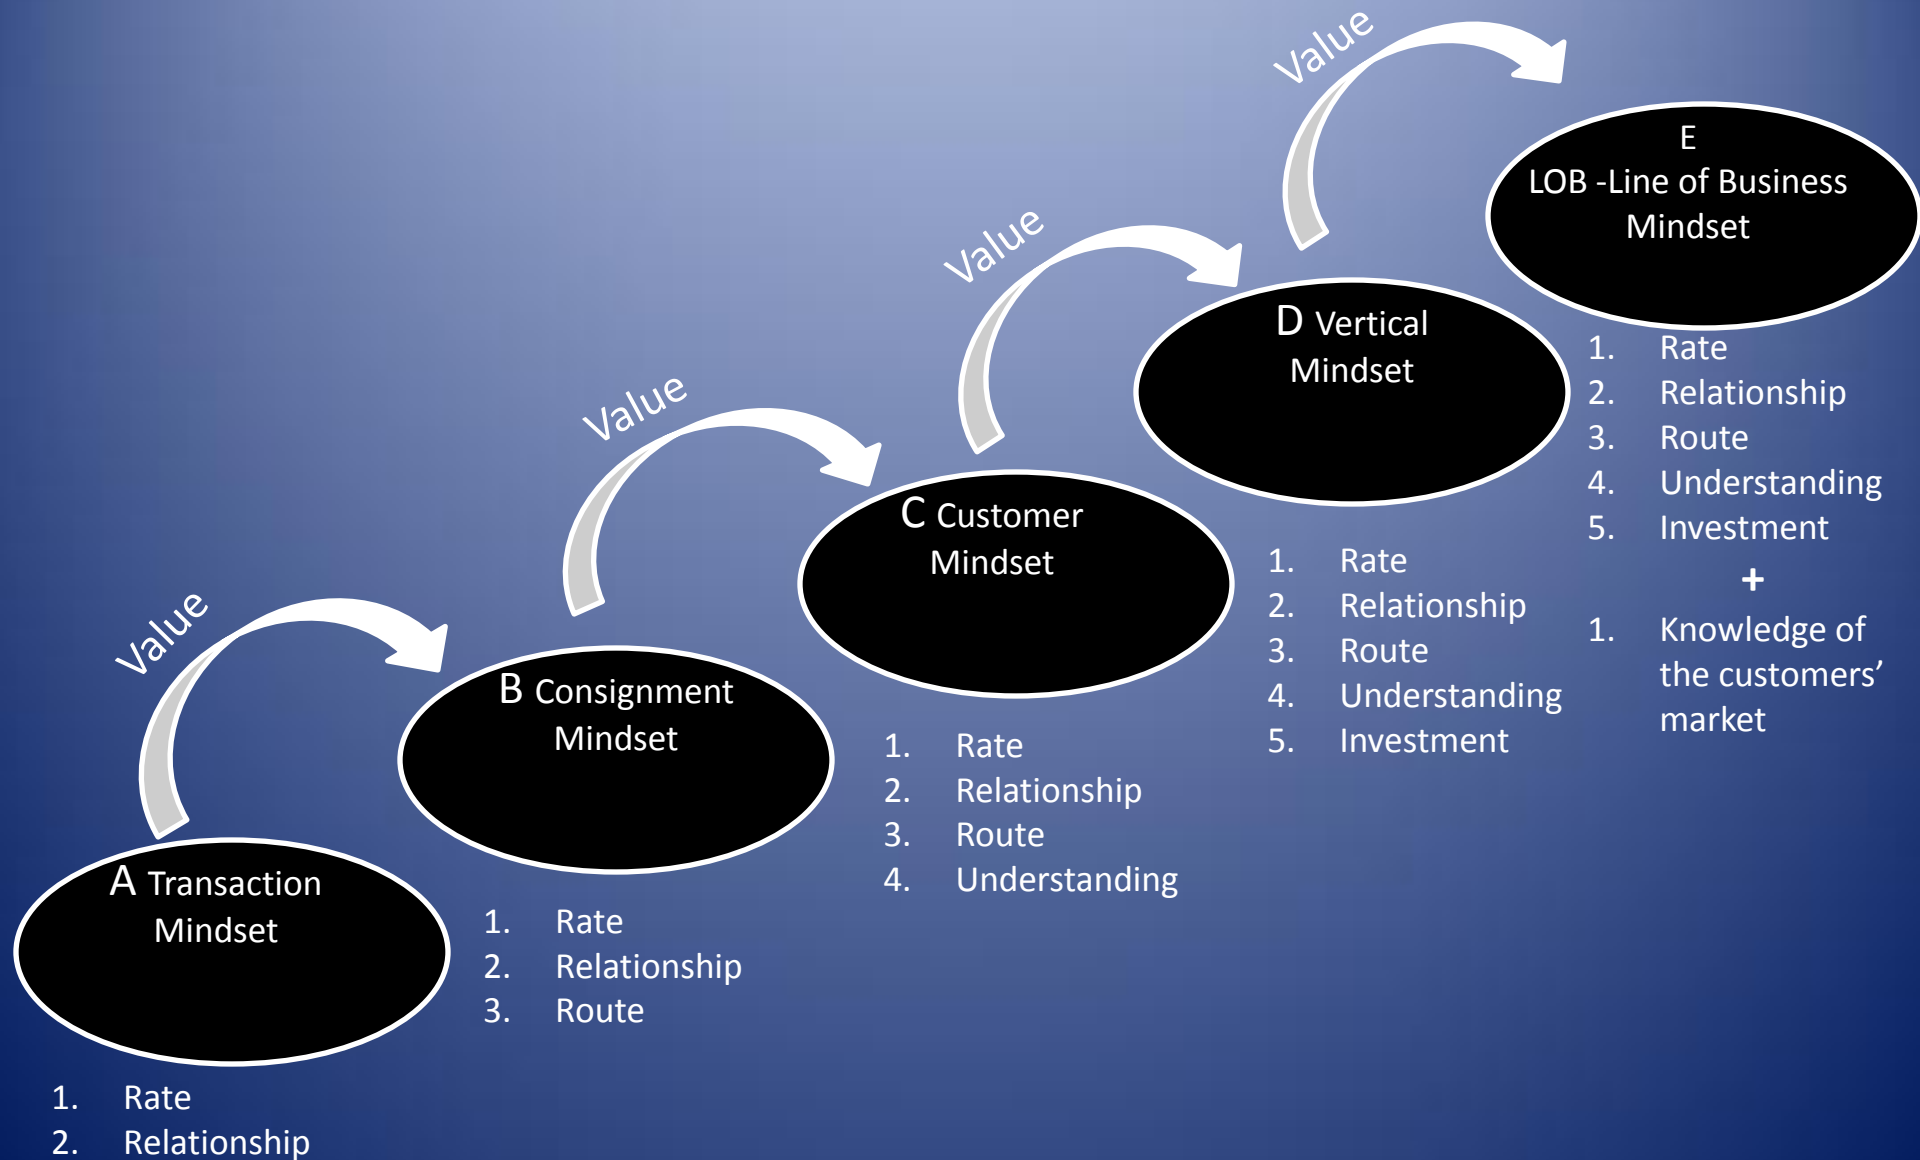 Value
A Transaction
Mindset
1. Rate
2. Relationship
Value
B Consignment
Mindset
1. Rate
2. Relationship
3. Route
Value
C Customer
Mindset
1. Rate
2. Relationship
3. Route
4. Understanding
Value
D Vertical
Mindset
1. Rate
2. Relationship
3. Route
4. Understanding
5. Investment
E
LOB -Line of Business
Mindset
1. Rate
2. Relationship
3. Route
4. Understanding
5. Investment
+
1. Knowledge of
the customers’
market